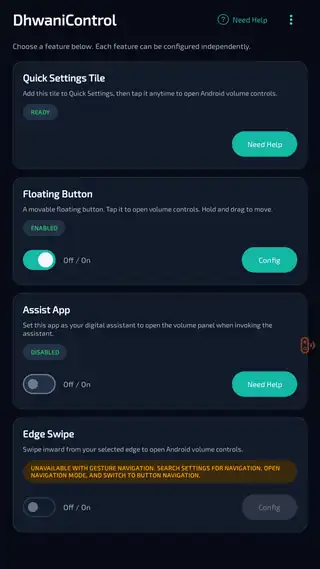 DhwaniControl
Need Help
Choose a feature below. Each feature can be configured independently.
Quick Settings Tile
Add this tile to Quick Settings, then tap it anytime to open Android volume controls.
READY
Need Help
Floating Button
A movable floating button. Tap it to open volume controls. Hold and drag to move.
ENABLED
Off / On
Config
Assist App
Set this app as your digital assistant to open the volume panel when invoking the
assistant.
DISABLED
Off / On
Need Help
Edge Swipe
Swipe inward from your selected edge to open Android volume controls.
UNAVAILABLE WITH GESTURE NAVIGATION. SEARCH SETTINGS FOR NAVIGATION, OPEN
NAVIGATION MODE, AND SWITCH TO BUTTON NAVIGATION.
Off / On
Config